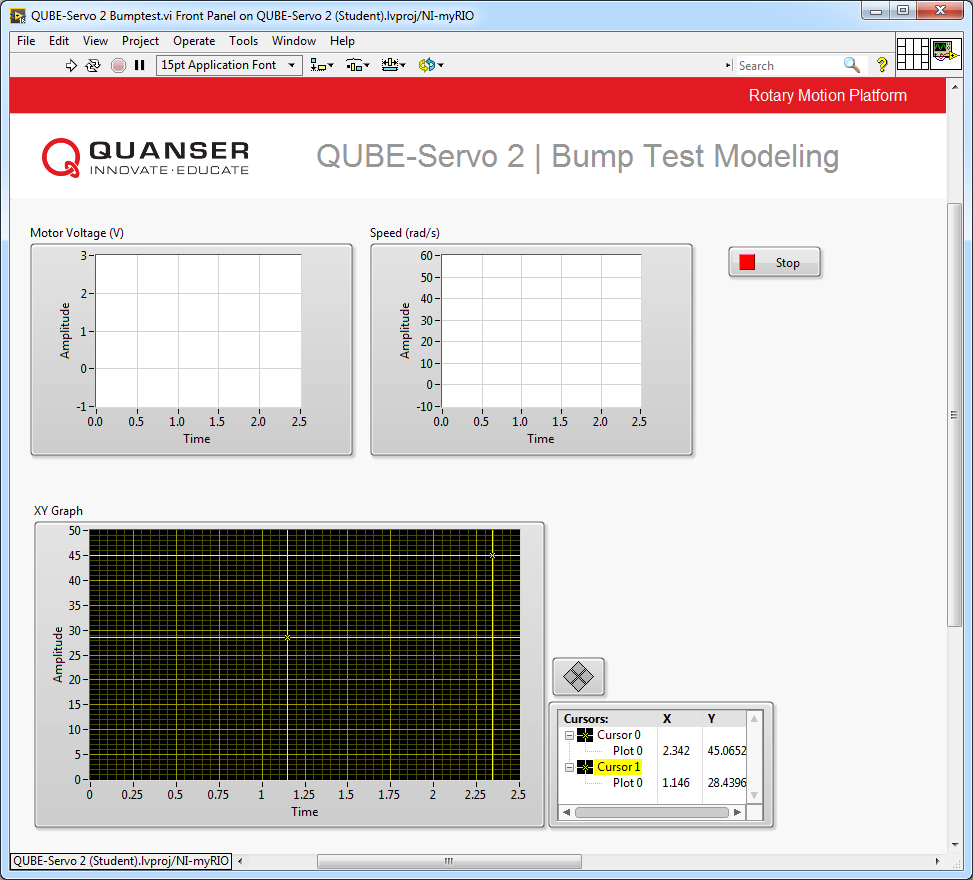 QUBE-Servo 2 Bumptest.vi Front Panel on QUBE-Servo 2 (Student).lvproj/NI-myRIO
File Edit View Project Operate Tools Window Help
15pt Application Font Search ?
Rotary Motion Platform
QUANSER
INNOVATE·EDUCATE
QUBE-Servo 2 | Bump Test Modeling
Motor Voltage (V)
3
2
1
0
-1
Amplitude
0.0 0.5 1.0 1.5 2.0 2.5
Time
Speed (rad/s)
60
50
40
30
20
10
0
-10
Amplitude
0.0 0.5 1.0 1.5 2.0 2.5
Time
Stop
XY Graph
50
45
40
35
30
25
20
15
10
5
0
Amplitude
0 0.25 0.5 0.75 1 1.25 1.5 1.75 2 2.25 2.5
Time
Cursors: X Y
Cursor 0
Plot 0 2.342 45.0652
Cursor 1
Plot 0 1.146 28.4396
QUBE-Servo 2 (Student).lvproj/NI-myRIO